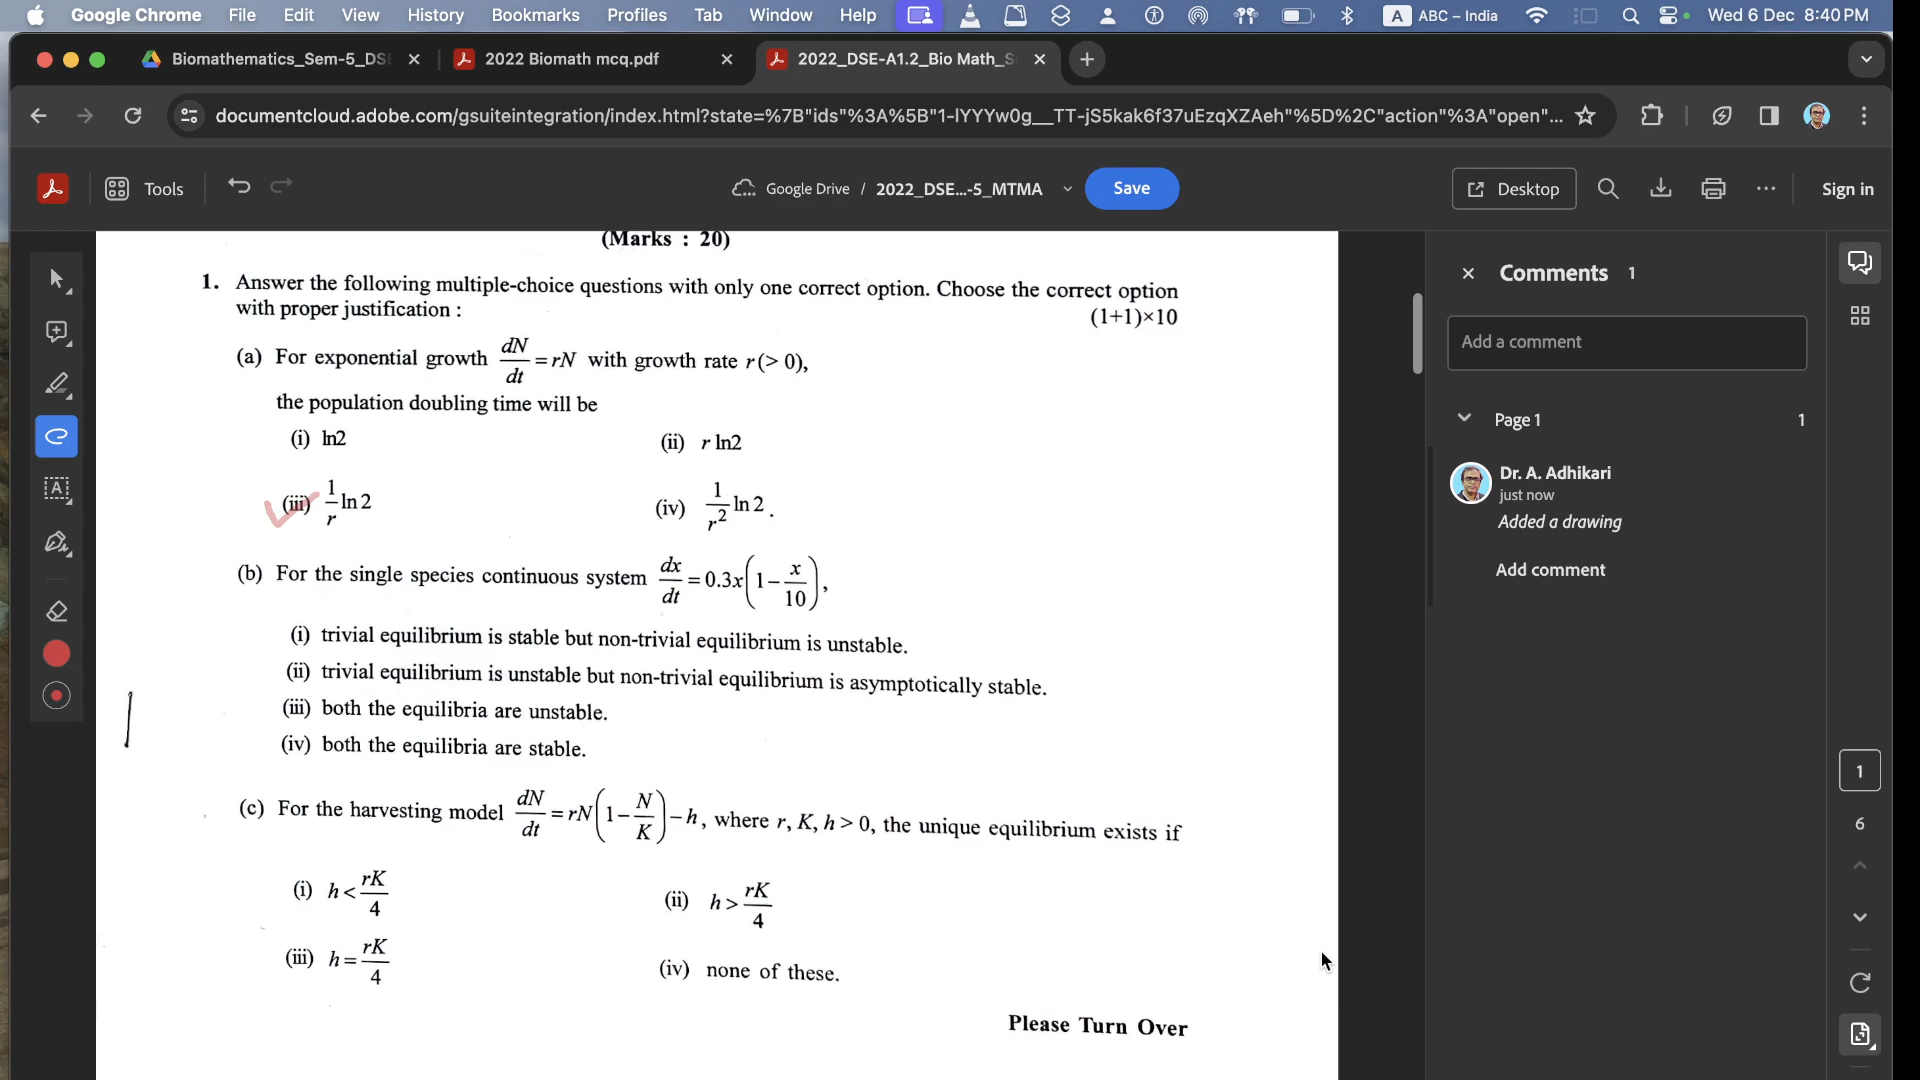 Google Chrome File Edit View History Bookmarks Profiles Tab Window Help A ABC – India Wed 6 Dec 8:40 PM
Biomathematics_Sem-5_DS 2022 Biomath mcq.pdf 2022_DSE-A1.2_Bio Math_S
documentcloud.adobe.com/gsuiteintegration/index.html?state=%7B"ids"%3A%5B"1-lYYYw0g__TT-jS5kak6f37uEzqXZAeh"%5D%2C"action"%3A"open"...
Tools Google Drive / 2022_DSE...-5_MTMA Save Desktop Sign in
(Marks : 20)
1. Answer the following multiple-choice questions with only one correct option. Choose the correct option
with proper justification : (1+1)×10
(a) For exponential growth dN/dt = rN with growth rate r(> 0),
the population doubling time will be
(i) ln2 (ii) r ln2
(iii) 1/r ln 2 (iv) 1/r² ln 2 .
(b) For the single species continuous system dx/dt = 0.3x(1 − x/10),
(i) trivial equilibrium is stable but non-trivial equilibrium is unstable.
(ii) trivial equilibrium is unstable but non-trivial equilibrium is asymptotically stable.
(iii) both the equilibria are unstable.
(iv) both the equilibria are stable.
(c) For the harvesting model dN/dt = rN(1 − N/K) − h, where r, K, h > 0, the unique equilibrium exists if
(i) h < rK/4 (ii) h > rK/4
(iii) h = rK/4 (iv) none of these.
Please Turn Over
Comments 1
Add a comment
Page 1 1
Dr. A. Adhikari
just now
Added a drawing
Add comment
1
6